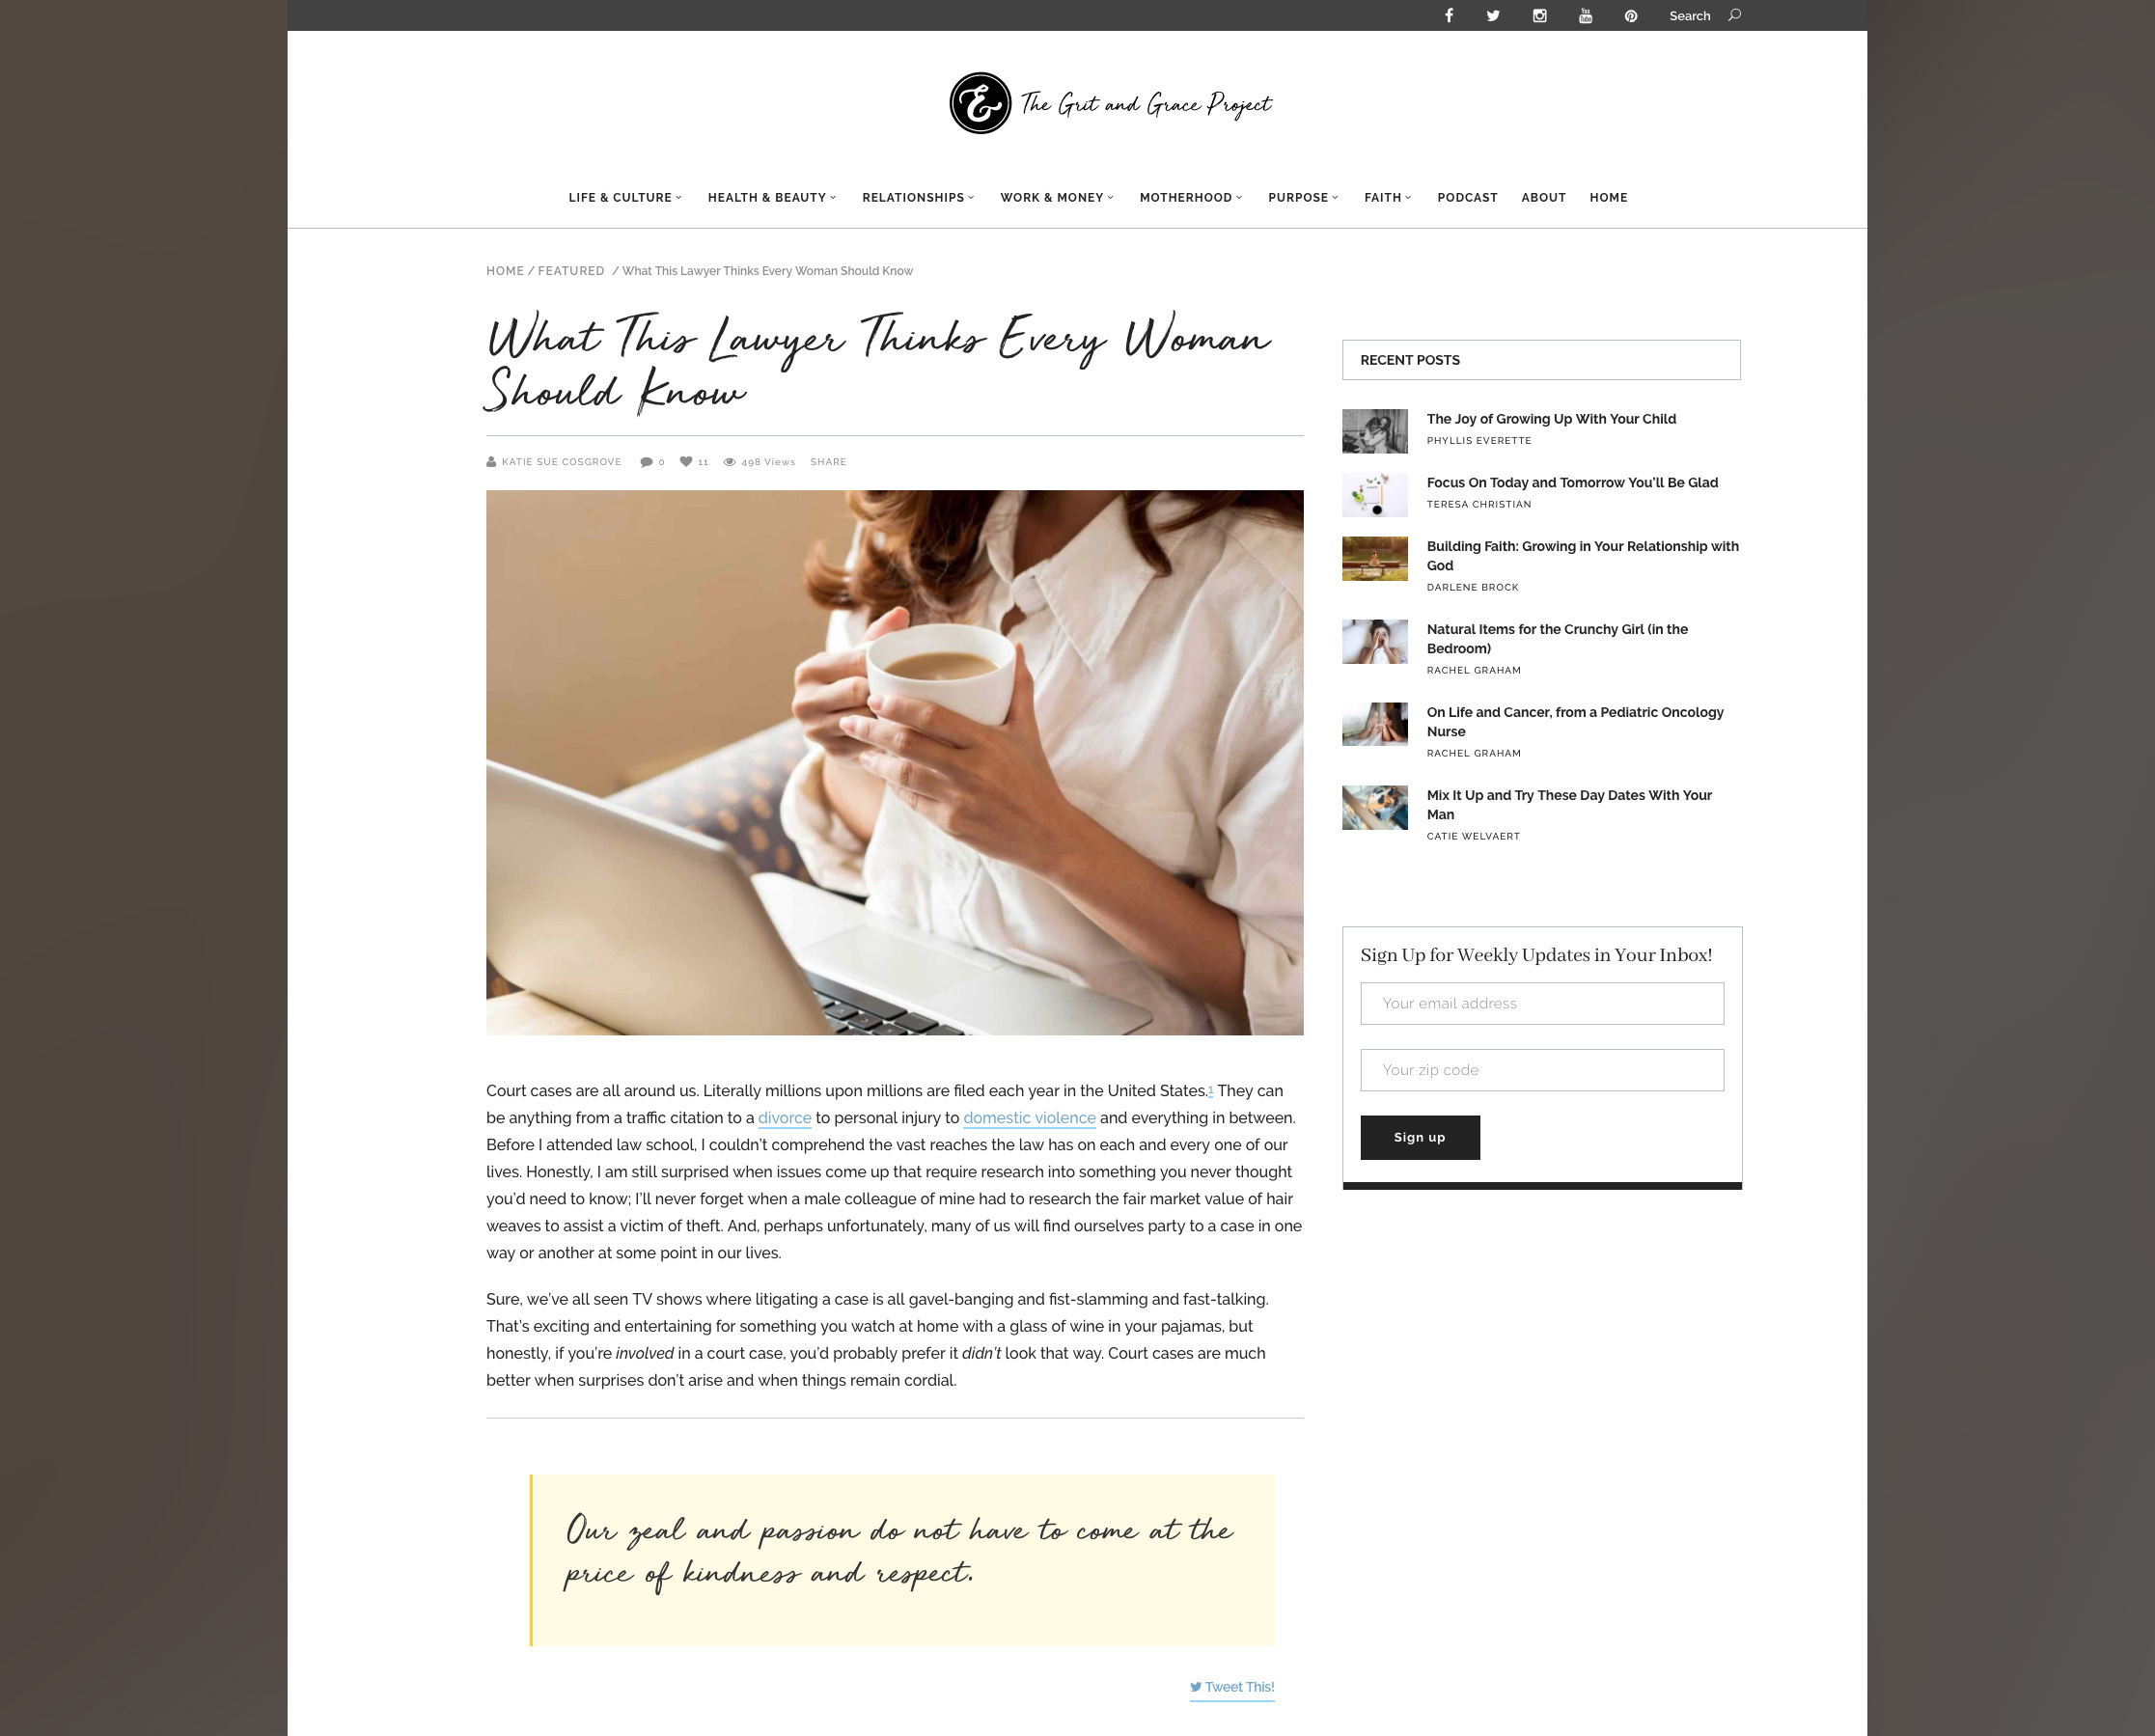 Search
& The Grit and Grace Project
LIFE & CULTURE HEALTH & BEAUTY RELATIONSHIPS WORK & MONEY MOTHERHOOD PURPOSE FAITH PODCAST ABOUT HOME
HOME / FEATURED / What This Lawyer Thinks Every Woman Should Know
What This Lawyer Thinks Every Woman
Should Know
KATIE SUE COSGROVE 0 11 498 Views SHARE
Court cases are all around us. Literally millions upon millions are filed each year in the United States.1 They can
be anything from a traffic citation to a divorce to personal injury to domestic violence and everything in between.
Before I attended law school, I couldn’t comprehend the vast reaches the law has on each and every one of our
lives. Honestly, I am still surprised when issues come up that require research into something you never thought
you’d need to know; I’ll never forget when a male colleague of mine had to research the fair market value of hair
weaves to assist a victim of theft. And, perhaps unfortunately, many of us will find ourselves party to a case in one
way or another at some point in our lives.
Sure, we’ve all seen TV shows where litigating a case is all gavel-banging and fist-slamming and fast-talking.
That’s exciting and entertaining for something you watch at home with a glass of wine in your pajamas, but
honestly, if you’re involved in a court case, you’d probably prefer it didn’t look that way. Court cases are much
better when surprises don’t arise and when things remain cordial.
Our zeal and passion do not have to come at the
price of kindness and respect.
Tweet This!
RECENT POSTS
The Joy of Growing Up With Your Child
PHYLLIS EVERETTE
Focus On Today and Tomorrow You’ll Be Glad
TERESA CHRISTIAN
Building Faith: Growing in Your Relationship with
God
DARLENE BROCK
Natural Items for the Crunchy Girl (in the
Bedroom)
RACHEL GRAHAM
On Life and Cancer, from a Pediatric Oncology
Nurse
RACHEL GRAHAM
Mix It Up and Try These Day Dates With Your
Man
CATIE WELVAERT
Sign Up for Weekly Updates in Your Inbox!
Your email address
Your zip code
Sign up